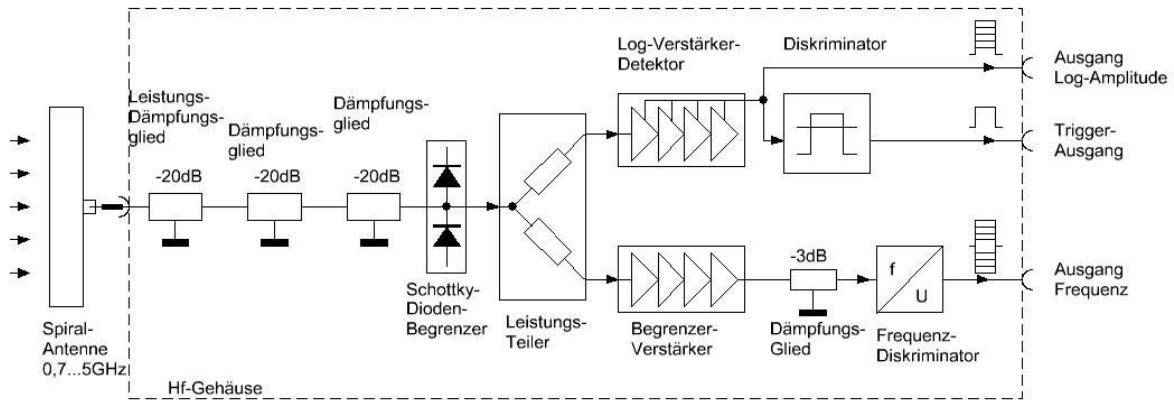 Log-Verstärker-
Detektor
Diskriminator
Ausgang
Log-Amplitude
Leistungs-
Dämpfungs-
glied
Dämpfungs-
glied
Dämpfungs-
glied
-20dB
-20dB
-20dB
Trigger-
Ausgang
Spiral-
Antenne
0,7...5GHz
Schottky-
Dioden-
Begrenzer
Leistungs-
Teiler
Begrenzer-
Verstärker
-3dB
Dämpfungs-
Glied
f
U
Frequenz-
Diskriminator
Ausgang
Frequenz
Hf-Gehäuse